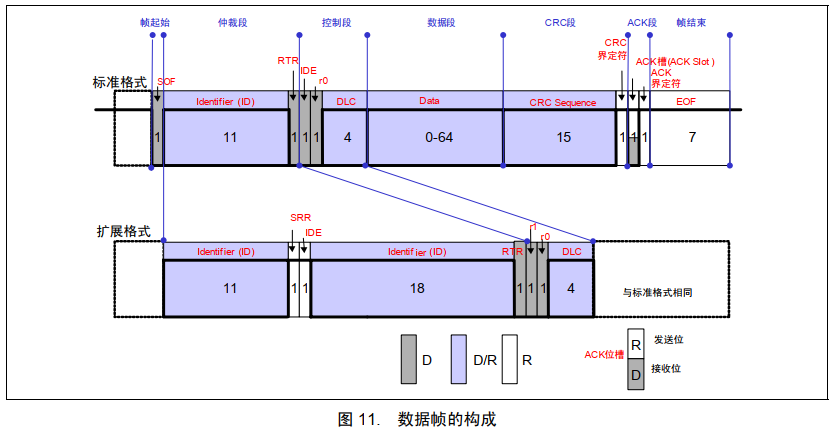 帧起始 仲裁段 控制段 数据段 CRC段 ACK段 帧结束
RTR IDE r0 CRC 界定符 ACK槽(ACK Slot) ACK 界定符
标准格式 SOF
Identifier (ID) DLC Data CRC Sequence EOF
1 11 1 1 1 4 0-64 15 1 1 1 7
扩展格式 SRR IDE r1 r0
Identifier (ID) Identifier (ID) RTR DLC
11 1 1 18 1 1 1 4 与标准格式相同
D D/R R
ACK位槽 R 发送位
D 接收位
图 11. 数据帧的构成